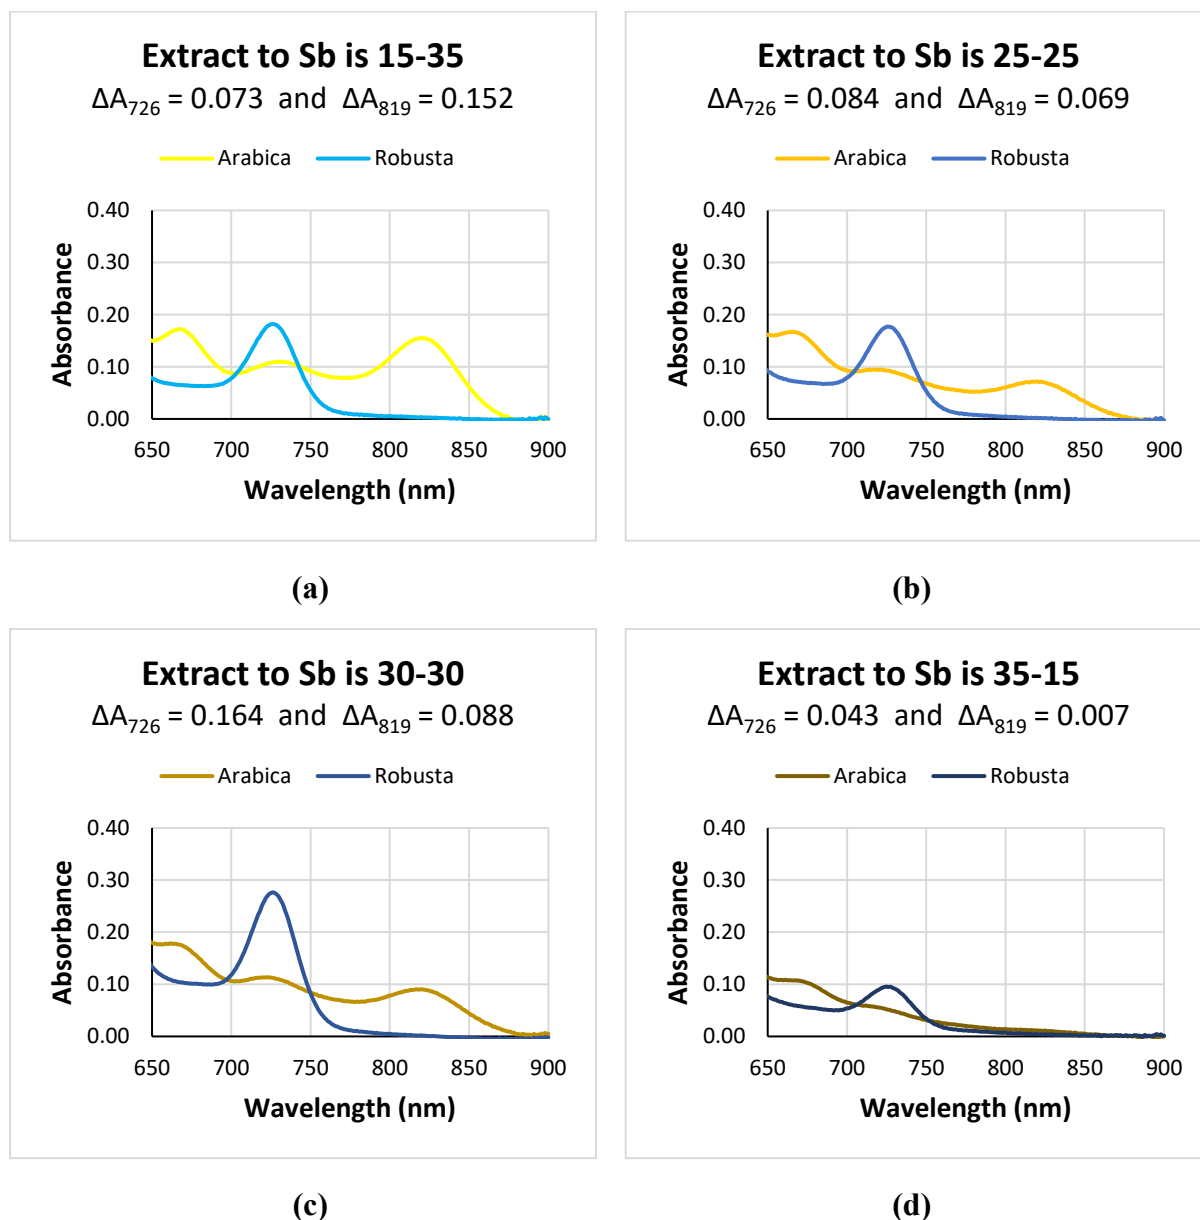 Extract to Sb is 15-35
ΔA₇₂₆ = 0.073 and ΔA₈₁₉ = 0.152
Arabica Robusta
0.40
0.30
0.20
0.10
0.00
Absorbance
650 700 750 800 850 900
Wavelength (nm)
(a)
Extract to Sb is 25-25
ΔA₇₂₆ = 0.084 and ΔA₈₁₉ = 0.069
Arabica Robusta
0.40
0.30
0.20
0.10
0.00
Absorbance
650 700 750 800 850 900
Wavelength (nm)
(b)
Extract to Sb is 30-30
ΔA₇₂₆ = 0.164 and ΔA₈₁₉ = 0.088
Arabica Robusta
0.40
0.30
0.20
0.10
0.00
Absorbance
650 700 750 800 850 900
Wavelength (nm)
(c)
Extract to Sb is 35-15
ΔA₇₂₆ = 0.043 and ΔA₈₁₉ = 0.007
Arabica Robusta
0.40
0.30
0.20
0.10
0.00
Absorbance
650 700 750 800 850 900
Wavelength (nm)
(d)